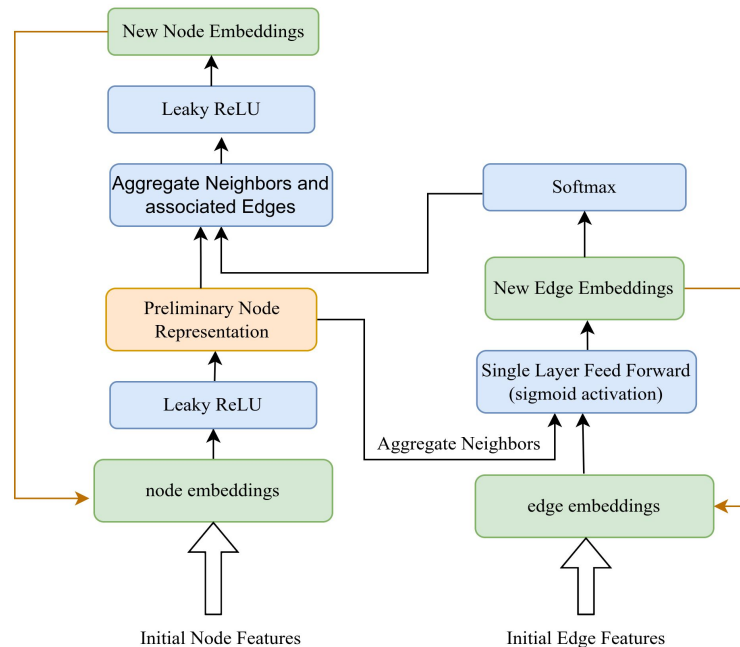 New Node Embeddings
Leaky ReLU
Aggregate Neighbors and
associated Edges
Softmax
New Edge Embeddings
Preliminary Node
Representation
Single Layer Feed Forward
(sigmoid activation)
Leaky ReLU
Aggregate Neighbors
node embeddings
edge embeddings
Initial Node Features
Initial Edge Features